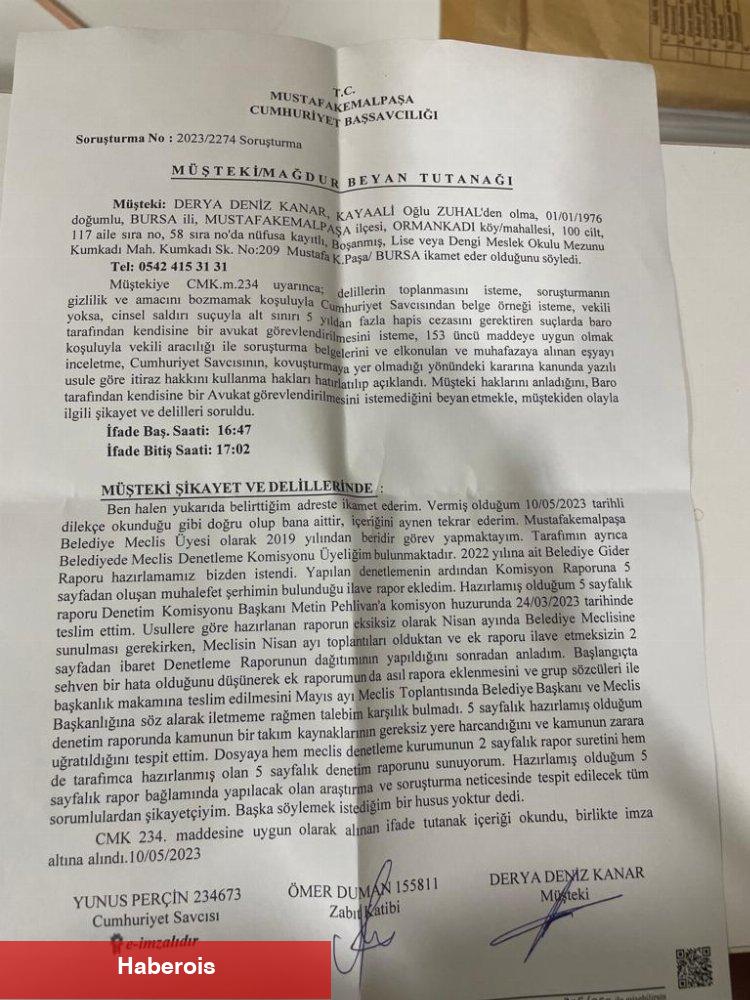 T.C.
MUSTAFAKEMALPAŞA
CUMHURİYET BAŞSAVCILIĞI
Soruşturma No : 2023/2274 Soruşturma
MÜŞTEKİ/MAĞDUR BEYAN TUTANAĞI
Müşteki: DERYA DENİZ KANAR, KAYAALİ Oğlu ZUHAL'den olma, 01/01/1976
doğumlu, BURSA ili, MUSTAFAKEMALPAŞA ilçesi, ORMANKADI köy/mahallesi, 100 cilt,
117 aile sıra no, 58 sıra no'da nüfusa kayıtlı, Boşanmış, Lise veya Dengi Meslek Okulu Mezunu
Kumkadı Mah. Kumkadı Sk. No:209 Mustafa K.Paşa/ BURSA ikamet eder olduğunu söyledi.
Tel: 0542 415 31 31
Müştekiye CMK.m.234 uyarınca; delillerin toplanmasını isteme, soruşturmanın
gizlilik ve amacını bozmamak koşuluyla Cumhuriyet Savcısından belge örneği isteme, vekili
yoksa, cinsel saldırı suçuyla alt sınırı 5 yıldan fazla hapis cezasını gerektiren suçlarda baro
tarafından kendisine bir avukat görevlendirilmesini isteme, 153 üncü maddeye uygun olmak
koşuluyla vekili aracılığı ile soruşturma belgelerini ve elkonulan ve muhafazaya alınan eşyayı
inceletme, Cumhuriyet Savcısının, kovuşturmaya yer olmadığı yönündeki kararına kanunda yazılı
usule göre itiraz hakkını kullanma hakları hatırlatılıp açıklandı. Müşteki haklarını anladığını, Baro
tarafından kendisine bir Avukat görevlendirilmesini istemediğini beyan etmekle, müştekiden olayla
ilgili şikayet ve delilleri soruldu.
İfade Baş. Saati: 16:47
İfade Bitiş Saati: 17:02
MÜŞTEKİ ŞİKAYET VE DELİLLERİNDE :
Ben halen yukarıda belirttiğim adreste ikamet ederim. Vermiş olduğum 10/05/2023 tarihli
dilekçe okunduğu gibi doğru olup bana aittir, içeriğini aynen tekrar ederim. Mustafakemalpaşa
Belediye Meclis Üyesi olarak 2019 yılından beridir görev yapmaktayım. Tarafımın ayrıca
Belediyede Meclis Denetleme Komisyonu Üyeliğim bulunmaktadır. 2022 yılına ait Belediye Gider
Raporu hazırlamamız bizden istendi. Yapılan denetlemenin ardından Komisyon Raporuna 5
sayfadan oluşan muhalefet şerhimin bulunduğu ilave rapor ekledim. Hazırlamış olduğum 5 sayfalık
raporu Denetim Komisyonu Başkanı Metin Pehlivan'a komisyon huzurunda 24/03/2023 tarihinde
teslim ettim. Usullere göre hazırlanan raporun eksiksiz olarak Nisan ayında Belediye Meclisine
sunulması gerekirken, Meclisin Nisan ayı toplantıları olduktan ve ek raporu ilave etmeksizin 2
sayfadan ibaret Denetleme Raporunun dağıtımının yapıldığını sonradan anladım. Başlangıçta
sehven bir hata olduğunu düşünerek ek raporumunda asıl rapora eklenmesini ve grup sözcüleri ile
başkanlık makamına teslim edilmesini Mayıs ayı Meclis Toplantısında Belediye Başkanı ve Meclis
Başkanlığına söz alarak iletmeme rağmen talebim karşılık bulmadı. 5 sayfalık hazırlamış olduğum
denetim raporunda kamunun bir takım kaynaklarının gereksiz yere harcandığını ve kamunun zarara
uğratıldığını tespit ettim. Dosyaya hem meclis denetleme kurumunun 2 sayfalık rapor suretini hem
de tarafımca hazırlanmış olan 5 sayfalık denetim raporunu sunuyorum. Hazırlamış olduğum 5
sayfalık rapor bağlamında yapılacak olan araştırma ve soruşturma neticesinde tespit edilecek tüm
sorumlulardan şikayetçiyim. Başka söylemek istediğim bir husus yoktur dedi.
CMK 234. maddesine uygun olarak alınan ifade tutanak içeriği okundu, birlikte imza
altına alındı.10/05/2023
YUNUS PERÇİN 234673
Cumhuriyet Savcısı
e-imzalıdır
ÖMER DUMAN 155811
Zabıt Katibi
DERYA DENİZ KANAR
Müşteki
Haberois